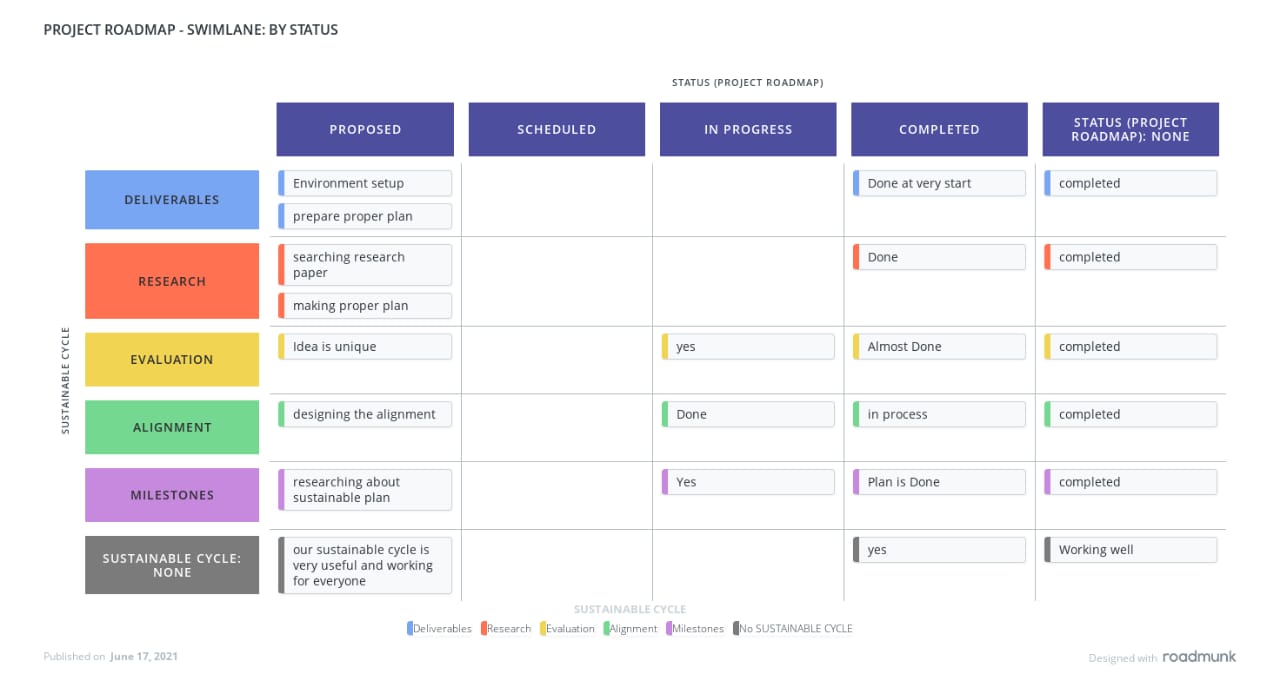 PROJECT ROADMAP - SWIMLANE: BY STATUS
STATUS (PROJECT ROADMAP)
PROPOSED
SCHEDULED
IN PROGRESS
COMPLETED
STATUS (PROJECT
ROADMAP): NONE
SUSTAINABLE CYCLE
DELIVERABLES
Environment setup
prepare proper plan
Done at very start
completed
RESEARCH
searching research
paper
making proper plan
Done
completed
EVALUATION
Idea is unique
yes
Almost Done
completed
ALIGNMENT
designing the alignment
Done
in process
completed
MILESTONES
researching about
sustainable plan
Yes
Plan is Done
completed
SUSTAINABLE CYCLE:
NONE
our sustainable cycle is
very useful and working
for everyone
yes
Working well
SUSTAINABLE CYCLE
Deliverables Research Evaluation Alignment Milestones No SUSTAINABLE CYCLE
Published on June 17, 2021
Designed with roadmunk